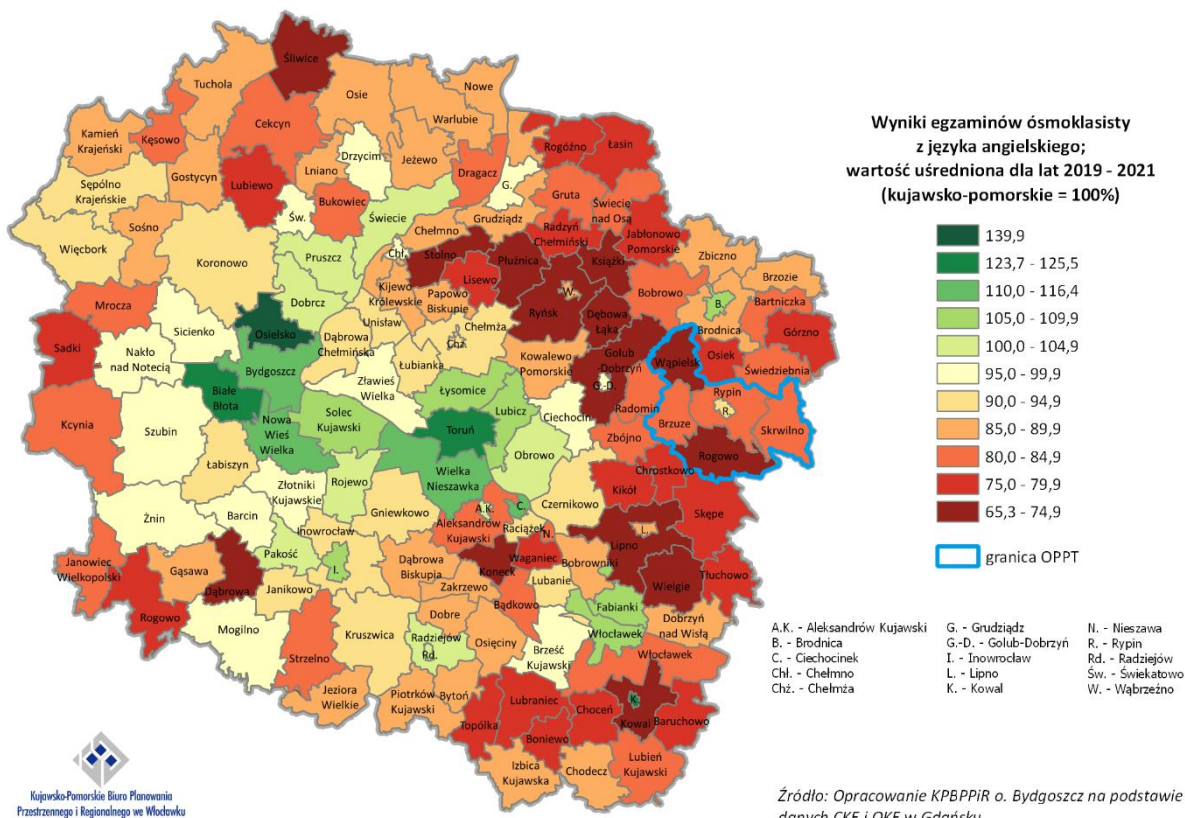 Śliwice
Tuchola
Osie
Nowe
Warlubie
Kamień
Krajeński
Kęsowo
Cekcyn
Drzycim
Jeżewo
Rogóźno
Łasin
Gostycyn
Lniano
Dragacz
G.
Sępólno
Krajeńskie
Lubiewo
Bukowiec
Gruta
Św.
Świecie
Świecie
nad Osą
Grudziądz
Sośno
Chełmno
Radzyń
Chełmiński
Jabłonowo
Pomorskie
Więcbork
Koronowo
Pruszcz
Chł.
Stolno
Płużnica
Książki
Zbiczno
Brzozie
Lisewo
Bobrowo
Bartniczka
Kijewo
Królewskie
Papowo
Biskupie
W.
B.
Mrocza
Dobrcz
Ryńsk
Dębowa
Łąka
Górzno
Sicienko
Osielsko
Unisław
Chełmża
Brodnica
Sadki
Dąbrowa
Chełmińska
Chż.
Nakło
nad Notecią
Łubianka
Kowalewo
Pomorskie
Golub
-Dobrzyń
Wąpielsk
Osiek
Świedziebnia
Bydgoszcz
Zławieś
Wielka
G.-D.
Białe
Błota
Łysomice
Rypin
R.
Kcynia
Solec
Kujawski
Lubicz
Ciechocin
Radomin
Brzuze
Skrwilno
Szubin
Nowa
Wieś
Wielka
Toruń
Zbójno
Obrowo
Rogowo
Łabiszyn
Wielka
Nieszawka
Chrostkowo
Złotniki
Kujawskie
Rojewo
Kikół
Skępe
Żnin
Barcin
Gniewkowo
A.K.
C.
Czernikowo
Inowrocław
Aleksandrów
Kujawski
Raciążek
N.
L.
Pakość
Lipno
Janowiec
Wielkopolski
Gąsawa
I.
Dąbrowa
Biskupia
Koneck
Waganiec
Bobrowniki
Tłuchowo
Dąbrowa
Janikowo
Zakrzewo
Lubanie
Wielgie
Rogowo
Bądkowo
Fabianki
Dobre
Dobrzyń
nad Wisłą
Mogilno
Kruszwica
Radziejów
Rd.
Osięciny
Włocławek
Strzelno
Brześć
Kujawski
Włocławek
Jeziora
Wielkie
Piotrków
Kujawski
Bytoń
Lubraniec
Choceń
K.
Kowal
Baruchowo
Topólka
Boniewo
Izbica
Kujawska
Chodecz
Lubień
Kujawski
Wyniki egzaminów ósmoklasisty
z języka angielskiego;
wartość uśredniona dla lat 2019 - 2021
(kujawsko-pomorskie = 100%)
139,9
123,7 - 125,5
110,0 - 116,4
105,0 - 109,9
100,0 - 104,9
95,0 - 99,9
90,0 - 94,9
85,0 - 89,9
80,0 - 84,9
75,0 - 79,9
65,3 - 74,9
granica OPPT
A.K. - Aleksandrów Kujawski
B. - Brodnica
C. - Ciechocinek
Chł. - Chełmno
Chż. - Chełmża
G. - Grudziądz
G.-D. - Golub-Dobrzyń
I. - Inowrocław
L. - Lipno
K. - Kowal
N. - Nieszawa
R. - Rypin
Rd. - Radziejów
Św. - Świekatowo
W. - Wąbrzeźno
Kujawsko-Pomorskie Biuro Planowania
Przestrzennego i Regionalnego we Włocławku
Źródło: Opracowanie KPBPPiR o. Bydgoszcz na podstawie
danych CKE i OKE w Gdańsku